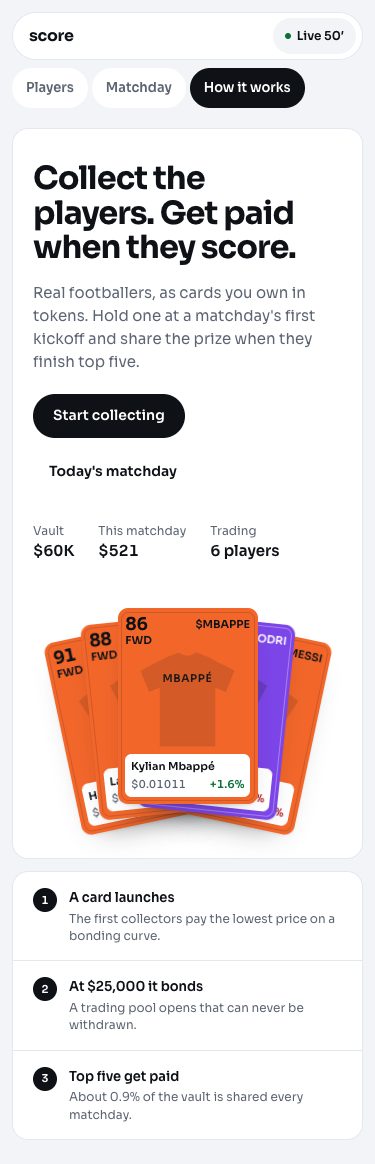 score
Live 50'
Players
Matchday
How it works
Collect the
players. Get paid
when they score.
Real footballers, as cards you own in
tokens. Hold one at a matchday's first
kickoff and share the prize when they
finish top five.
Start collecting
Today's matchday
Vault
This matchday
Trading
$60K
$521
6 players
91
FWD
88
FWD
86
FWD
$MBAPPE
MBAPPÉ
Kylian Mbappé
$0.01011
+1.6%
1
A card launches
The first collectors pay the lowest price on a
bonding curve.
2
At $25,000 it bonds
A trading pool opens that can never be
withdrawn.
3
Top five get paid
About 0.9% of the vault is shared every
matchday.